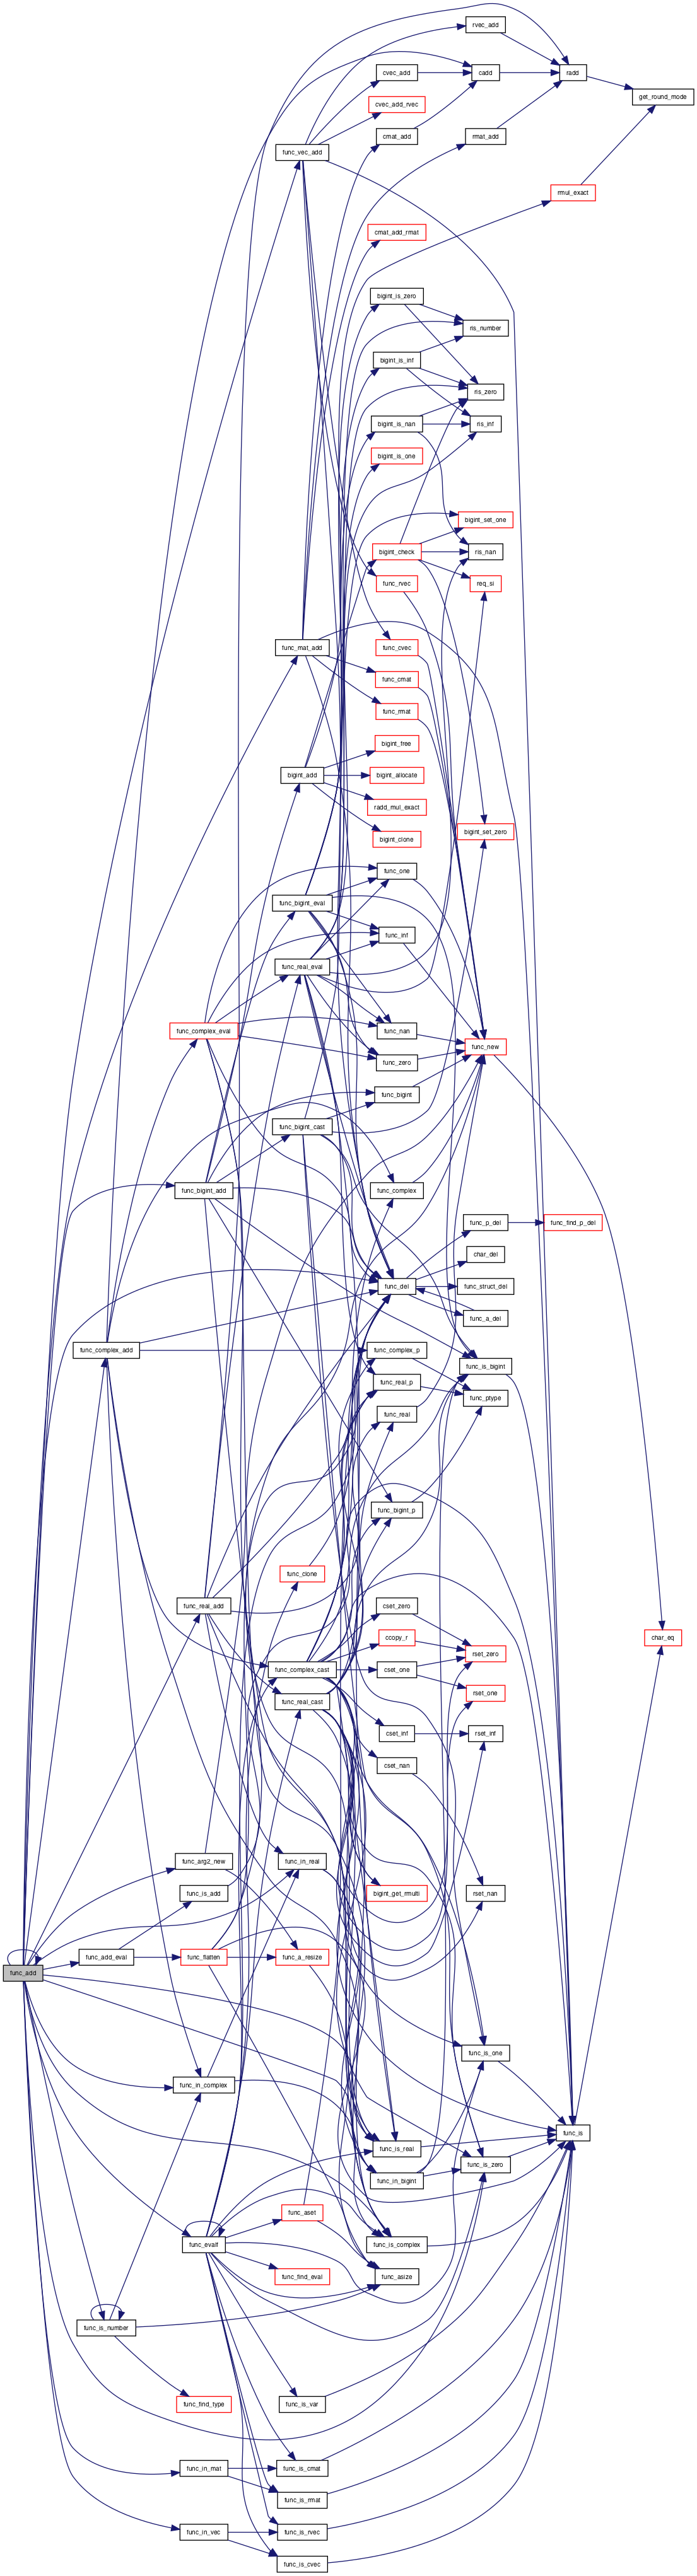 rvec_add
cvec_add
cadd
radd
get_round_mode
cvec_add_rvec
cmat_add
rmat_add
func_vec_add
rmul_exact
cmat_add_rmat
bigint_is_zero
ris_number
bigint_is_inf
ris_zero
bigint_is_nan
ris_inf
bigint_is_one
bigint_set_one
bigint_check
ris_nan
func_rvec
req_si
func_mat_add
func_cvec
func_cmat
func_rmat
bigint_free
bigint_add
bigint_allocate
radd_mul_exact
bigint_set_zero
bigint_clone
func_one
func_bigint_eval
func_inf
func_real_eval
func_complex_eval
func_nan
func_new
func_zero
func_bigint
func_bigint_cast
func_bigint_add
func_complex
func_p_del
func_find_p_del
char_del
func_del
func_struct_del
func_a_del
func_complex_add
func_complex_p
func_is_bigint
func_real_p
func_ptype
func_real
func_bigint_p
func_clone
func_real_add
cset_zero
char_eq
ccopy_r
rset_zero
func_complex_cast
cset_one
rset_one
func_real_cast
cset_inf
rset_inf
cset_nan
func_arg2_new
func_in_real
func_is_add
bigint_get_rmulti
rset_nan
func_add_eval
func_flatten
func_a_resize
func_add
func_is_one
func_in_complex
func_is
func_is_real
func_is_zero
func_in_bigint
func_aset
func_evalf
func_is_complex
func_find_eval
func_asize
func_is_number
func_find_type
func_is_var
func_in_mat
func_is_cmat
func_is_rmat
func_in_vec
func_is_rvec
func_is_cvec